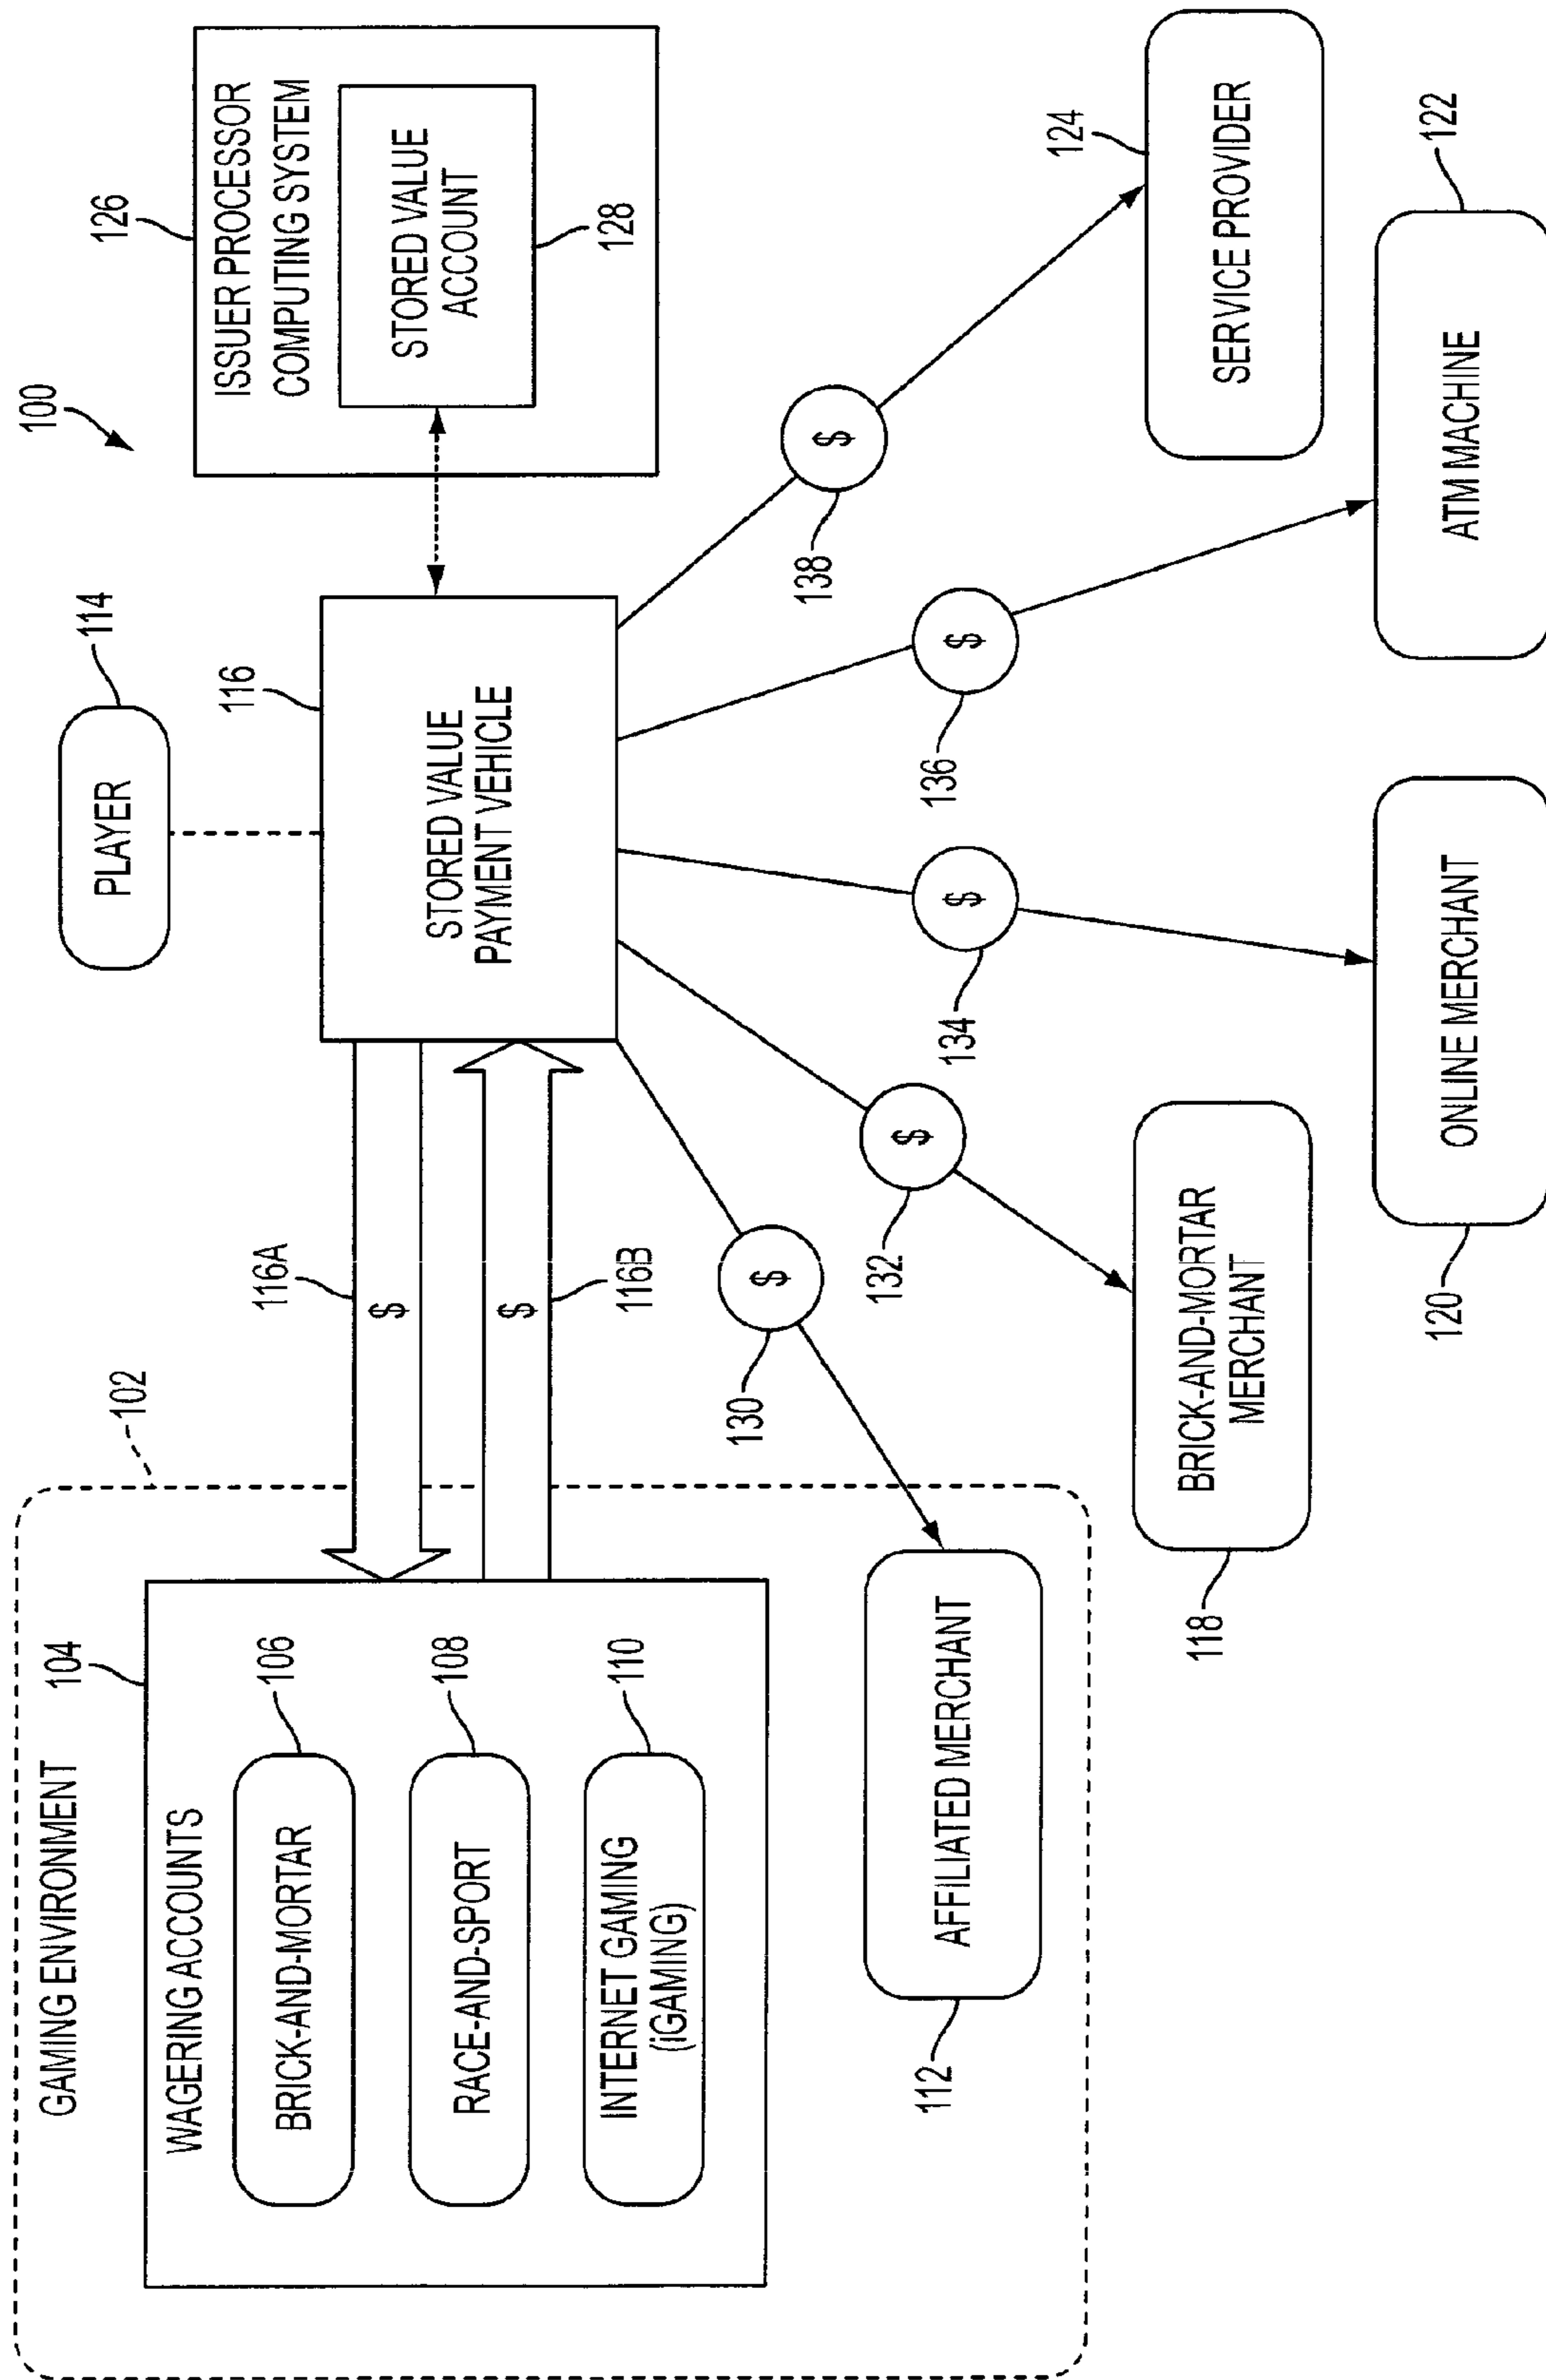 100
GAMING ENVIRONMENT
102
104
WAGERING ACCOUNTS
106
BRICK-AND-MORTAR
108
RACE-AND-SPORT
110
INTERNET GAMING
(iGAMING)
116A
$
$
116B
PLAYER
114
116
STORED VALUE
PAYMENT VEHICLE
126
ISSUER PROCESSOR
COMPUTING SYSTEM
STORED VALUE
ACCOUNT
128
$
130
$
132
$
134
$
136
$
138
AFFILIATED MERCHANT
112
BRICK-AND-MORTAR
MERCHANT
118
ONLINE MERCHANT
120
ATM MACHINE
122
SERVICE PROVIDER
124